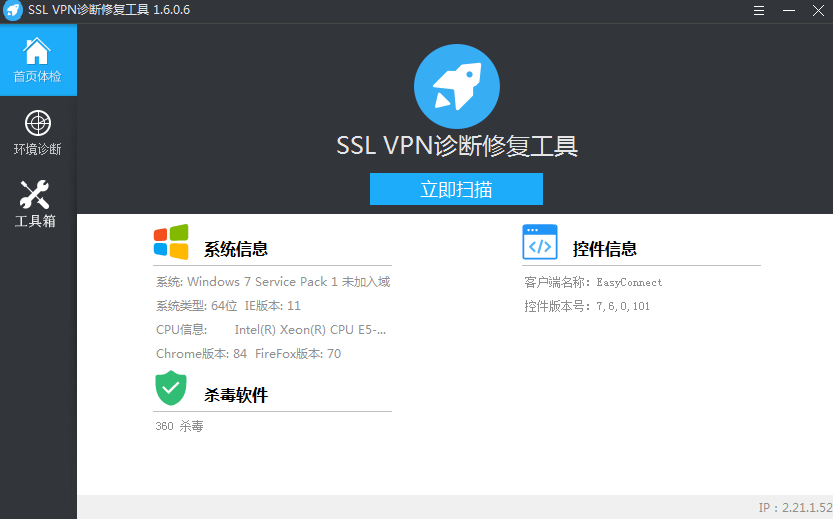 SSL VPN诊断修复工具 1.6.0.6
首页体检
环境诊断
工具箱
SSL VPN诊断修复工具
立即扫描
系统信息
系统: Windows 7 Service Pack 1 未加入域
系统类型: 64位 IE版本: 11
CPU信息: Intel(R) Xeon(R) CPU E5-...
Chrome版本: 84 FireFox版本: 70
杀毒软件
360 杀毒
控件信息
客户端名称: EasyConnect
控件版本号: 7,6,0,101
IP : 2.21.1.52